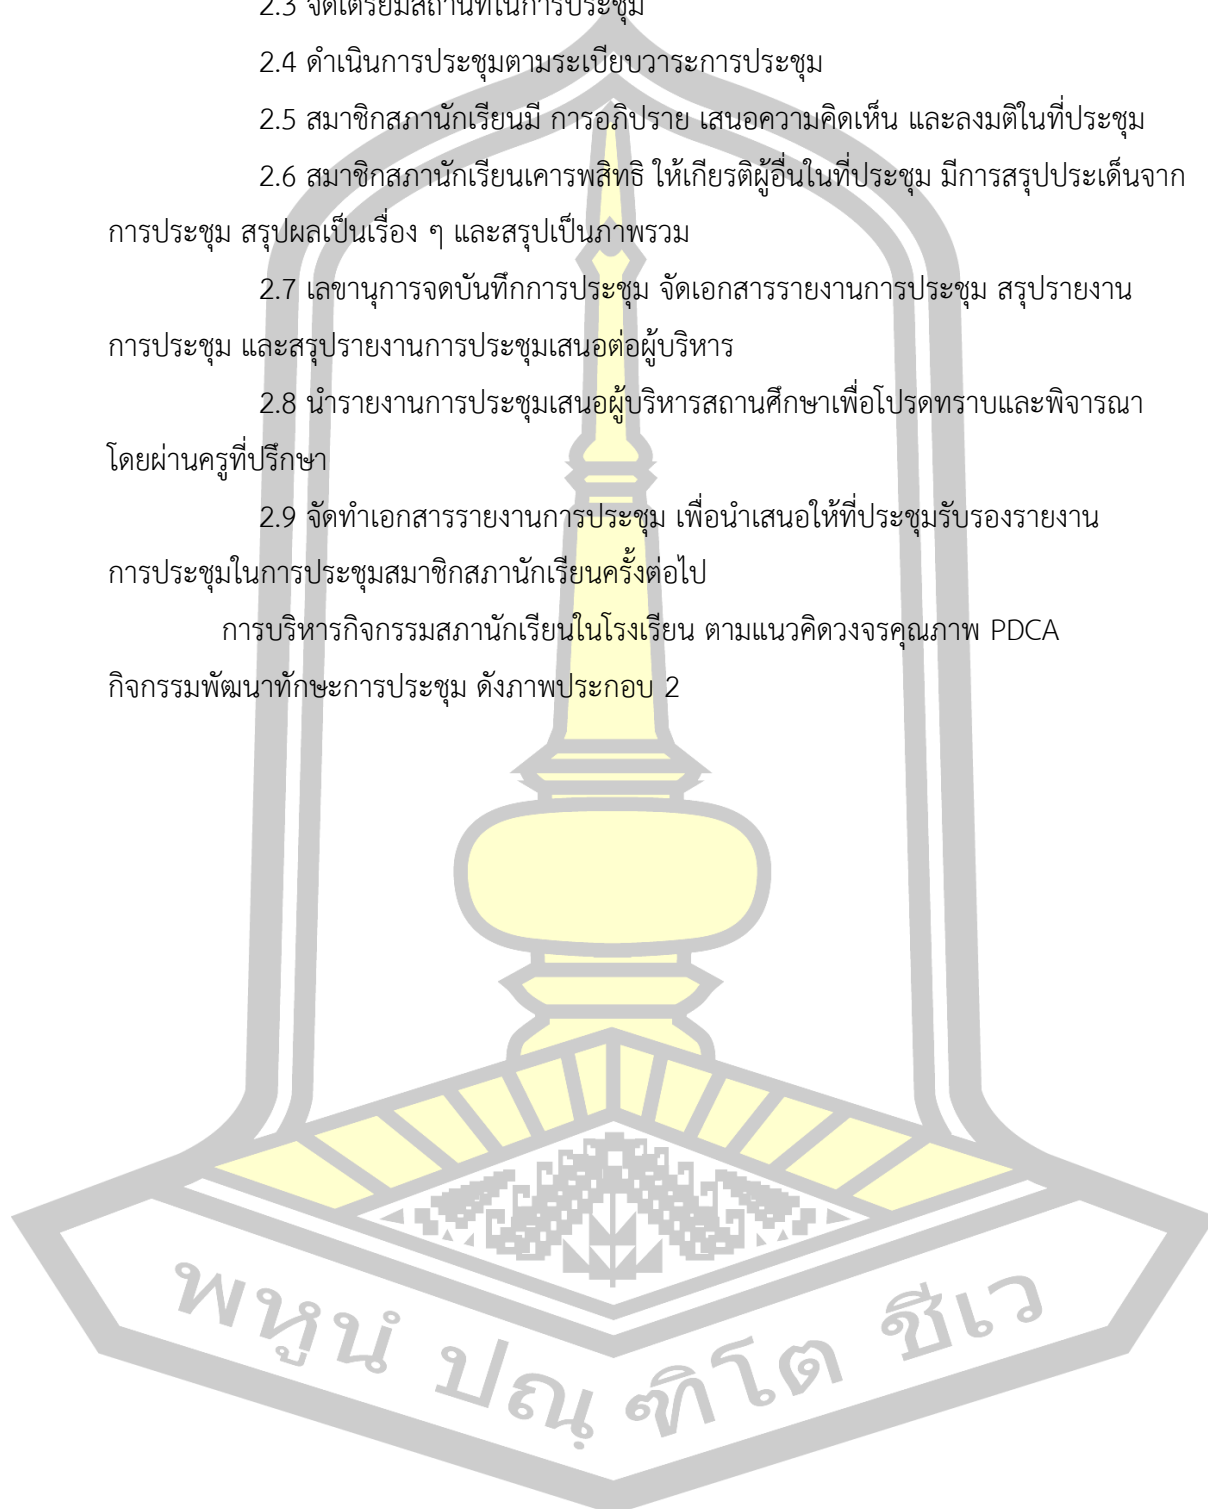 2.3 จัดเตรียมสถานที่ในการประชุม
2.4 ดำเนินการประชุมตามระเบียบวาระการประชุม
2.5 สมาชิกสภานักเรียนมี การอภิปราย เสนอความคิดเห็น และลงมติในที่ประชุม
2.6 สมาชิกสภานักเรียนเคารพสิทธิ ให้เกียรติผู้อื่นในที่ประชุม มีการสรุปประเด็นจาก
การประชุม สรุปผลเป็นเรื่อง ๆ และสรุปเป็นภาพรวม
2.7 เลขานุการจดบันทึกการประชุม จัดเอกสารรายงานการประชุม สรุปรายงาน
การประชุม และสรุปรายงานการประชุมเสนอต่อผู้บริหาร
2.8 นำรายงานการประชุมเสนอผู้บริหารสถานศึกษาเพื่อโปรดทราบและพิจารณา
โดยผ่านครูที่ปรึกษา
2.9 จัดทำเอกสารรายงานการประชุม เพื่อนำเสนอให้ที่ประชุมรับรองรายงาน
การประชุมในการประชุมสมาชิกสภานักเรียนครั้งต่อไป
การบริหารกิจกรรมสภานักเรียนในโรงเรียน ตามแนวคิดวงจรคุณภาพ PDCA
กิจกรรมพัฒนาทักษะการประชุม ดังภาพประกอบ 2
พหูนํ ปณฺ ฑิโต ชีเว